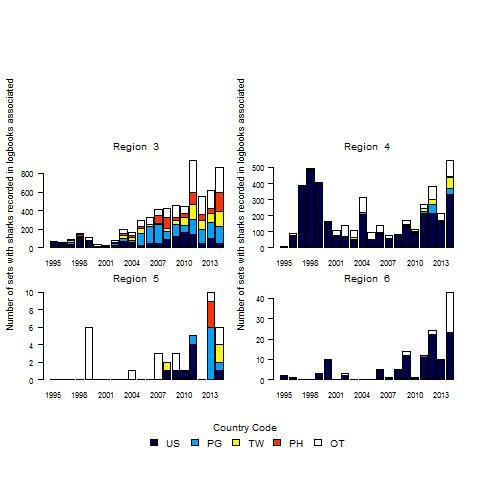 Number of sets with sharks recorded in logbooks associated
Number of sets with sharks recorded in logbooks associated
Region 3
800
600
400
200
0
1995 1998 2001 2004 2007 2010 2013
Region 4
500
400
300
200
100
0
1995 1998 2001 2004 2007 2010 2013
Region 5
10
8
6
4
2
0
1995 1998 2001 2004 2007 2010 2013
Region 6
40
30
20
10
0
1995 1998 2001 2004 2007 2010 2013
Country Code
US PG TW PH OT